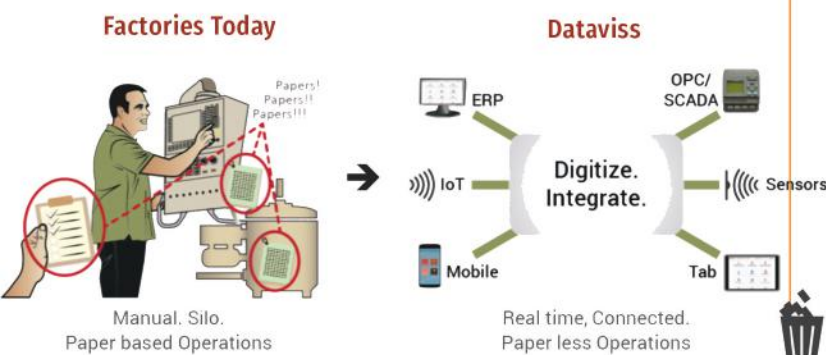 Factories Today
Papers!
Papers!!
Papers!!!
Manual. Silo.
Paper based Operations
Dataviss
ERP
OPC/
SCADA
IoT
Digitize.
Integrate.
Sensors
Mobile
Tab
Real time, Connected.
Paper less Operations